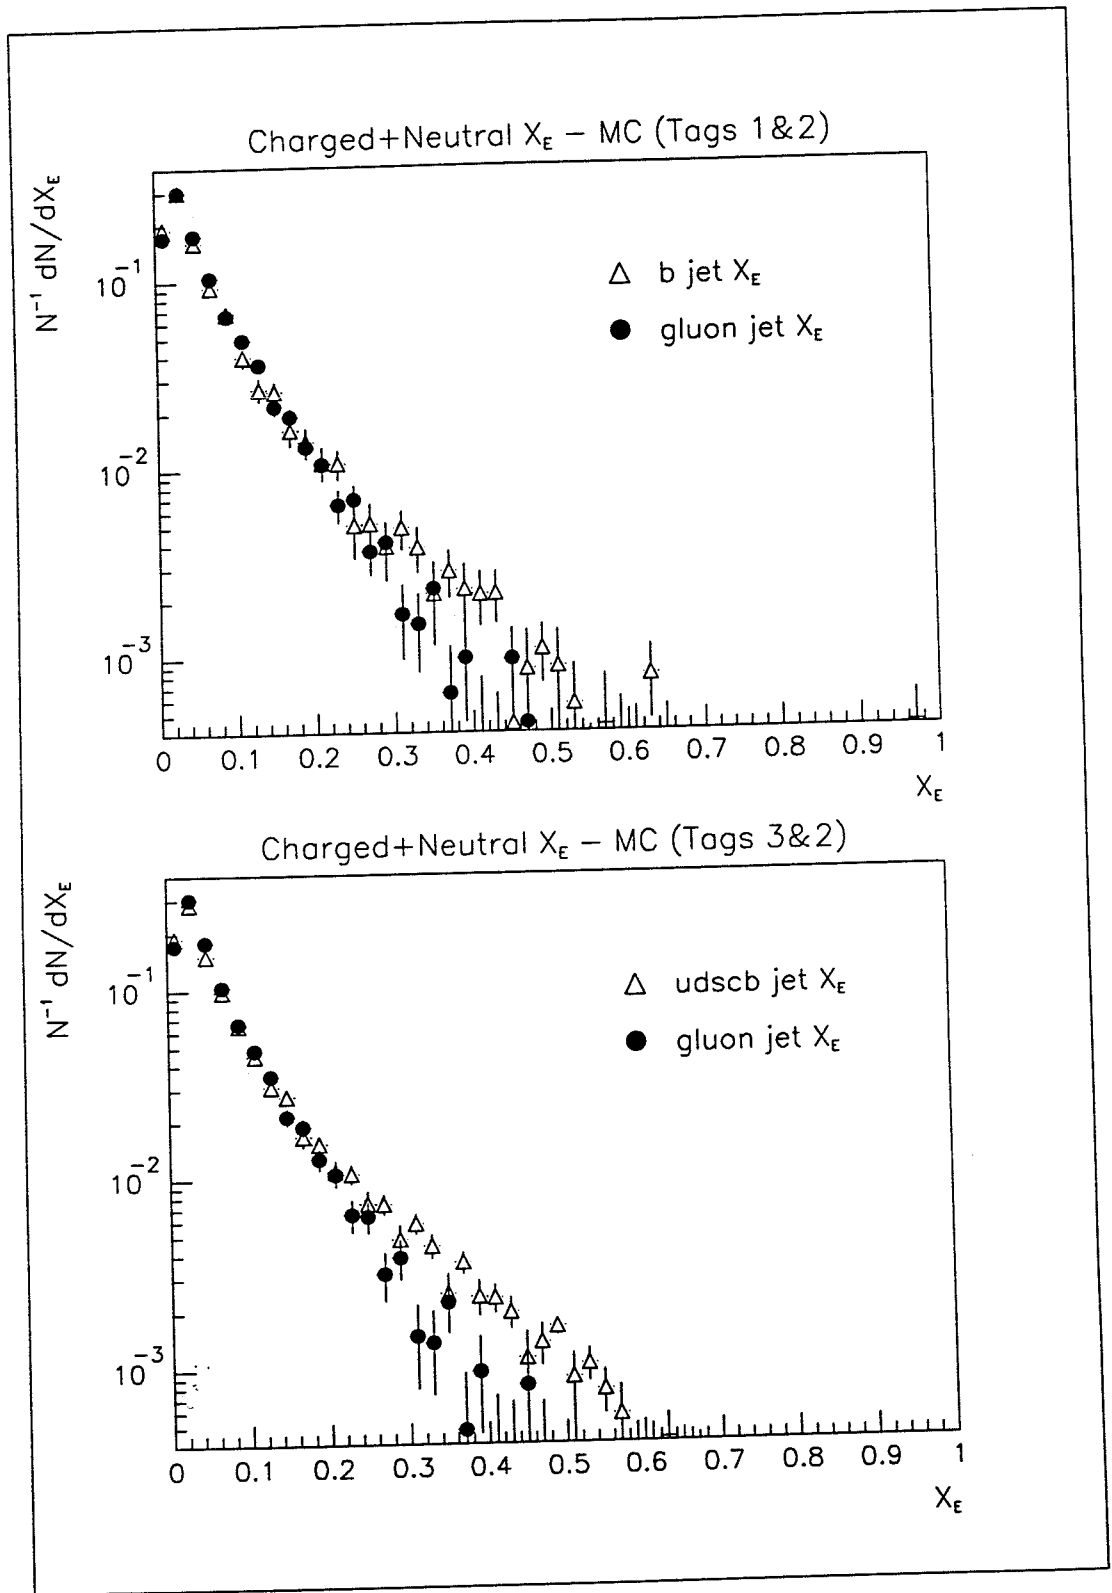 Charged+Neutral X_E – MC (Tags 1&2)
N⁻¹ dN/dX_E
10⁻¹
10⁻²
10⁻³
△ b jet X_E
● gluon jet X_E
0 0.1 0.2 0.3 0.4 0.5 0.6 0.7 0.8 0.9 1
X_E
Charged+Neutral X_E – MC (Tags 3&2)
N⁻¹ dN/dX_E
10⁻¹
10⁻²
10⁻³
△ udscb jet X_E
● gluon jet X_E
0 0.1 0.2 0.3 0.4 0.5 0.6 0.7 0.8 0.9 1
X_E